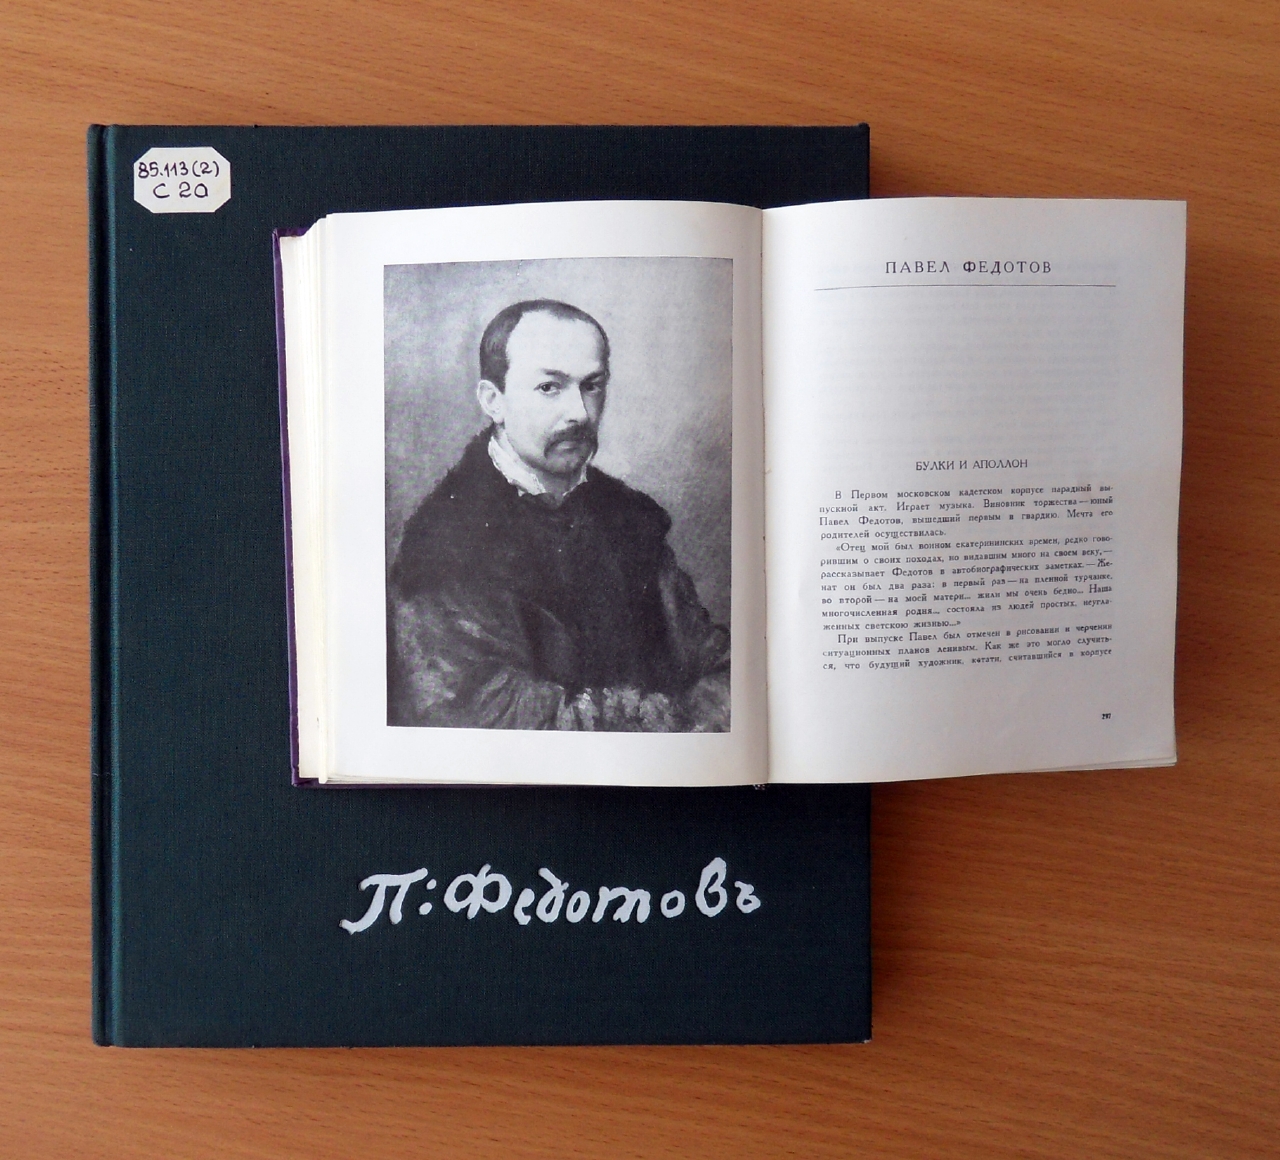 85.113(2)
С 20
ПАВЕЛ ФЕДОТОВ
БУЛКИ И АПОЛЛОН
В Первом московском кадетском корпусе парадный вы-
пускной акт. Играет музыка. Виновник торжества — юный
Павел Федотов, вышедший первым в гвардию. Мечта его
родителей осуществилась.
«Отец мой был воином екатерининских времен, редко гово-
рившим о своих походах, но видавшим много на своем веку, —
рассказывает Федотов в автобиографических заметках. — Же-
нат он был два раза: в первый раз — на пленной турчанке,
во второй — на моей матери... жили мы очень бедно... Наша
многочисленная родня... состояла из людей простых, неугла-
женных светскою жизнью...»
При выпуске Павел был отмечен в рисовании и черчении
ситуационных планов ленивым. Как же это могло случить-
ся, что будущий художник, кстати, считавшийся в корпусе
297
П: Федотовъ